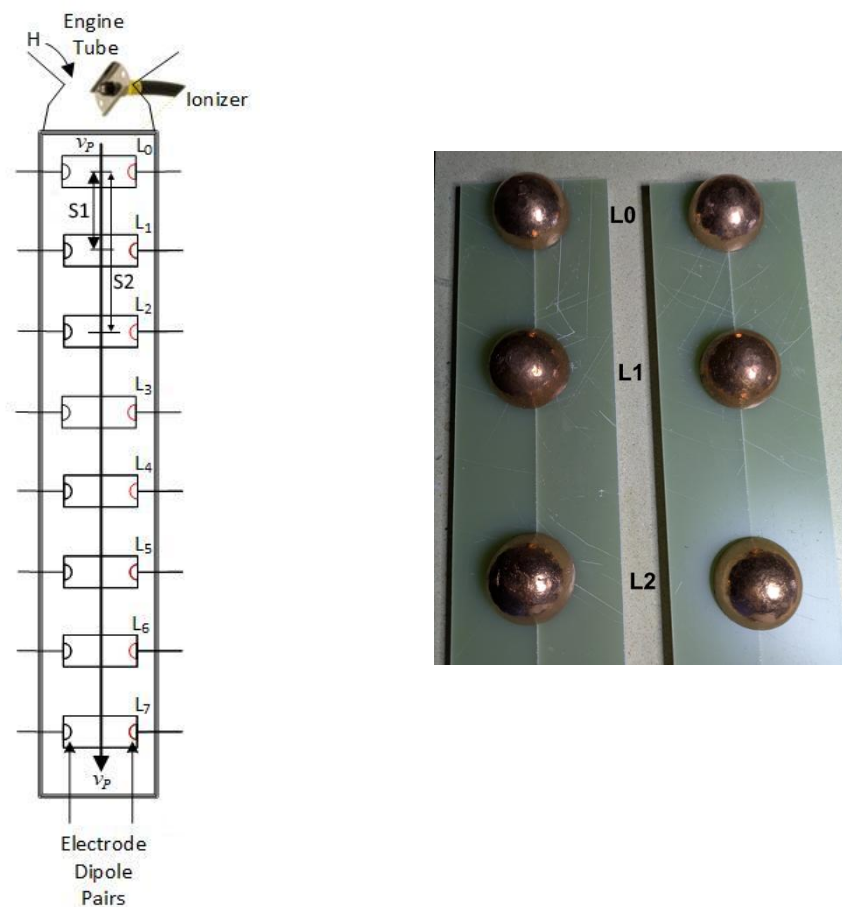 Engine
Tube
H
Ionizer
vP
L0
S1
L1
S2
L2
L3
L4
L5
L6
L7
vP
Electrode
Dipole
Pairs
L0
L1
L2